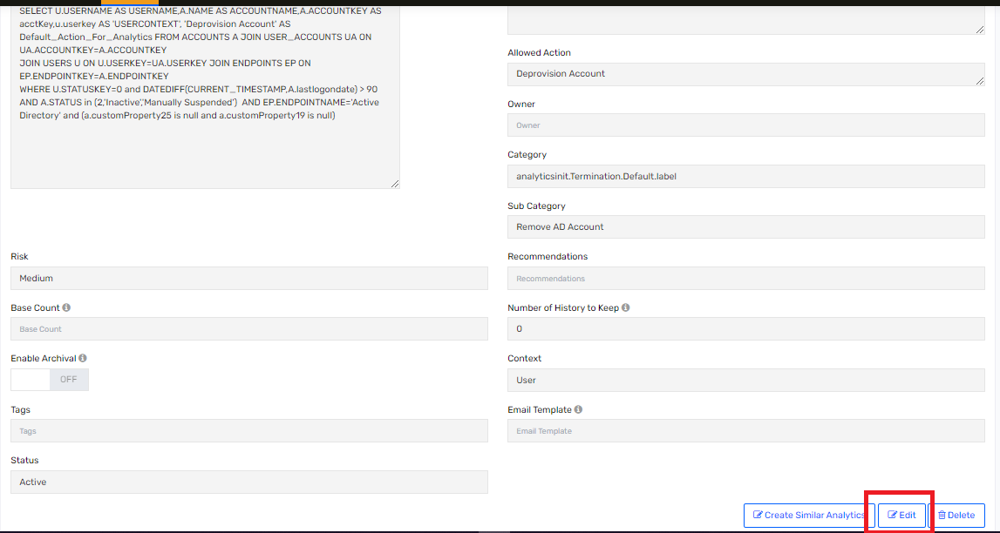 SELECT U.USERNAME AS USERNAME,A.NAME AS ACCOUNTNAME,A.ACCOUNTKEY AS
acctKey,u.userkey AS 'USERCONTEXT', 'Deprovision Account' AS
Default_Action_For_Analytics FROM ACCOUNTS A JOIN USER_ACCOUNTS UA ON
UA.ACCOUNTKEY=A.ACCOUNTKEY
JOIN USERS U ON U.USERKEY=UA.USERKEY JOIN ENDPOINTS EP ON
EP.ENDPOINTKEY=A.ENDPOINTKEY
WHERE U.STATUSKEY=0 and DATEDIFF(CURRENT_TIMESTAMP,A.lastlogondate) > 90
AND A.STATUS in (2,'Inactive','Manually Suspended')  AND EP.ENDPOINTNAME='Active
Directory' and (a.customProperty25 is null and a.customProperty19 is null)
Allowed Action
Deprovision Account
Owner
Owner
Category
analyticsinit.Termination.Default.label
Sub Category
Remove AD Account
Risk
Medium
Recommendations
Recommendations
Base Count
Base Count
Number of History to Keep
0
Enable Archival
OFF
Context
User
Tags
Tags
Email Template
Email Template
Status
Active
Create Similar Analytics
Edit
Delete